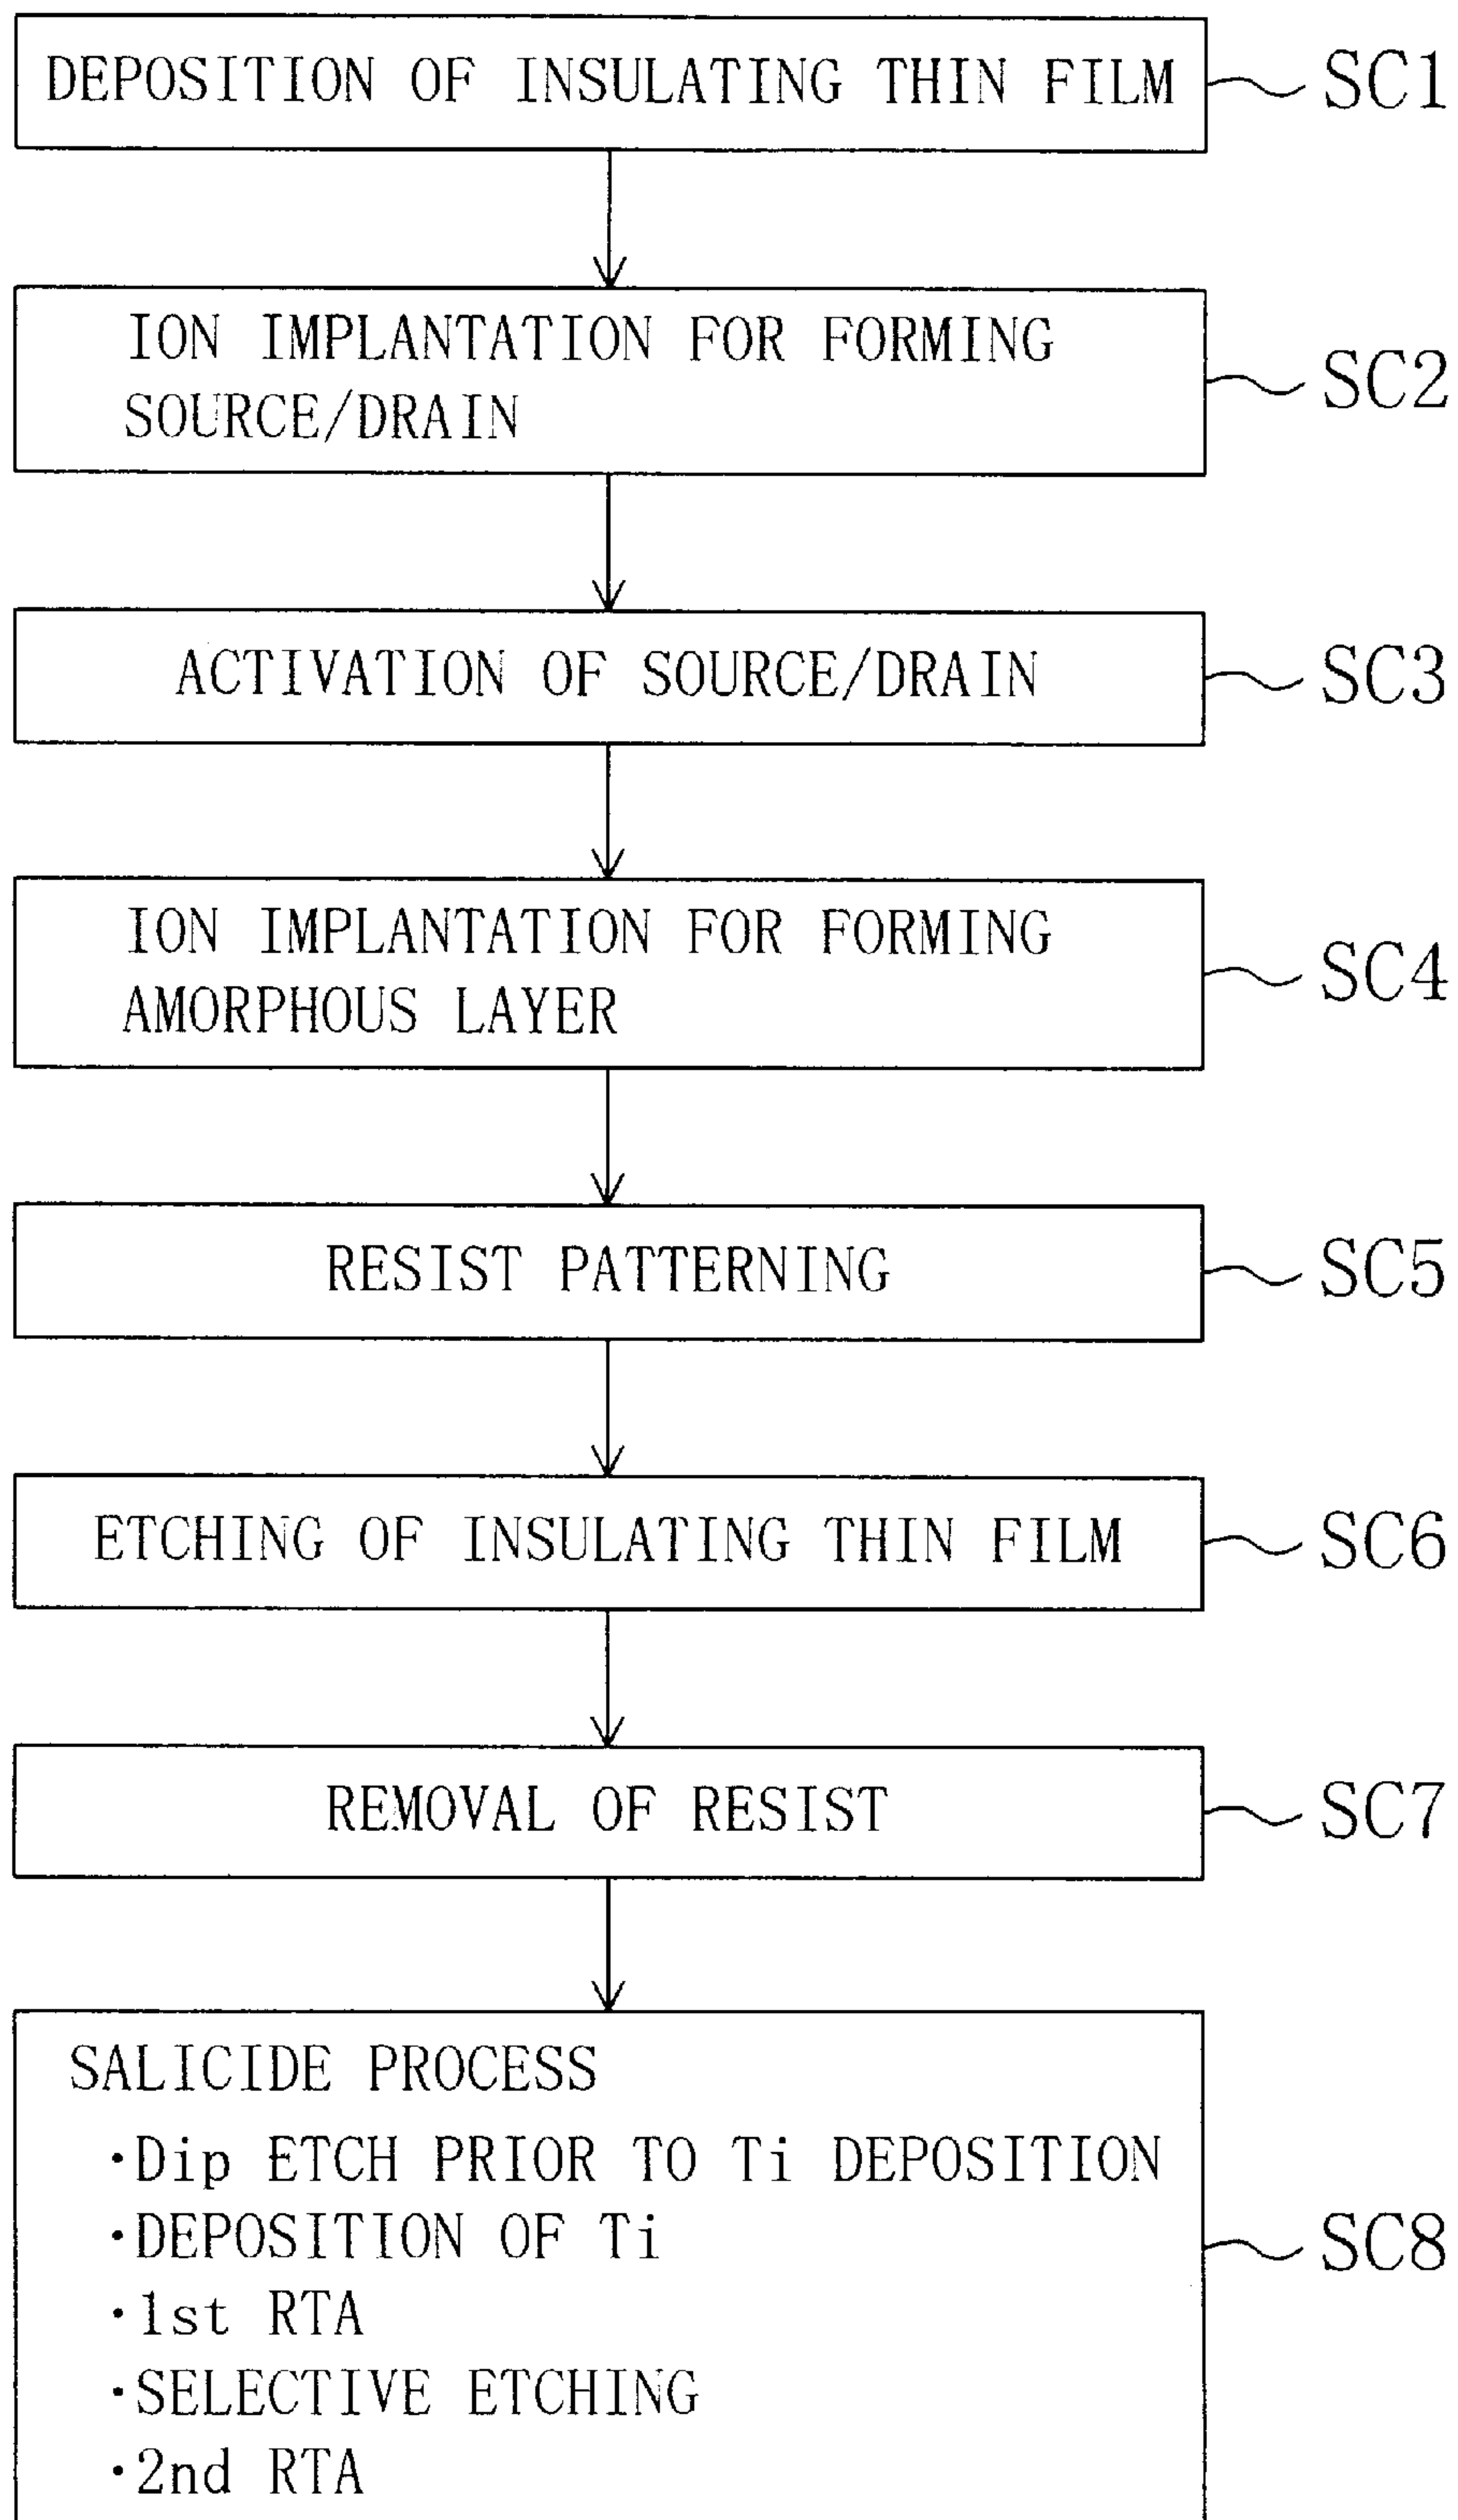 DEPOSITION OF INSULATING THIN FILM SC1
ION IMPLANTATION FOR FORMING
SOURCE/DRAIN
SC2
ACTIVATION OF SOURCE/DRAIN SC3
ION IMPLANTATION FOR FORMING
AMORPHOUS LAYER
SC4
RESIST PATTERNING SC5
ETCHING OF INSULATING THIN FILM SC6
REMOVAL OF RESIST SC7
SALICIDE PROCESS
・Dip ETCH PRIOR TO Ti DEPOSITION
・DEPOSITION OF Ti
・1st RTA
・SELECTIVE ETCHING
・2nd RTA
SC8